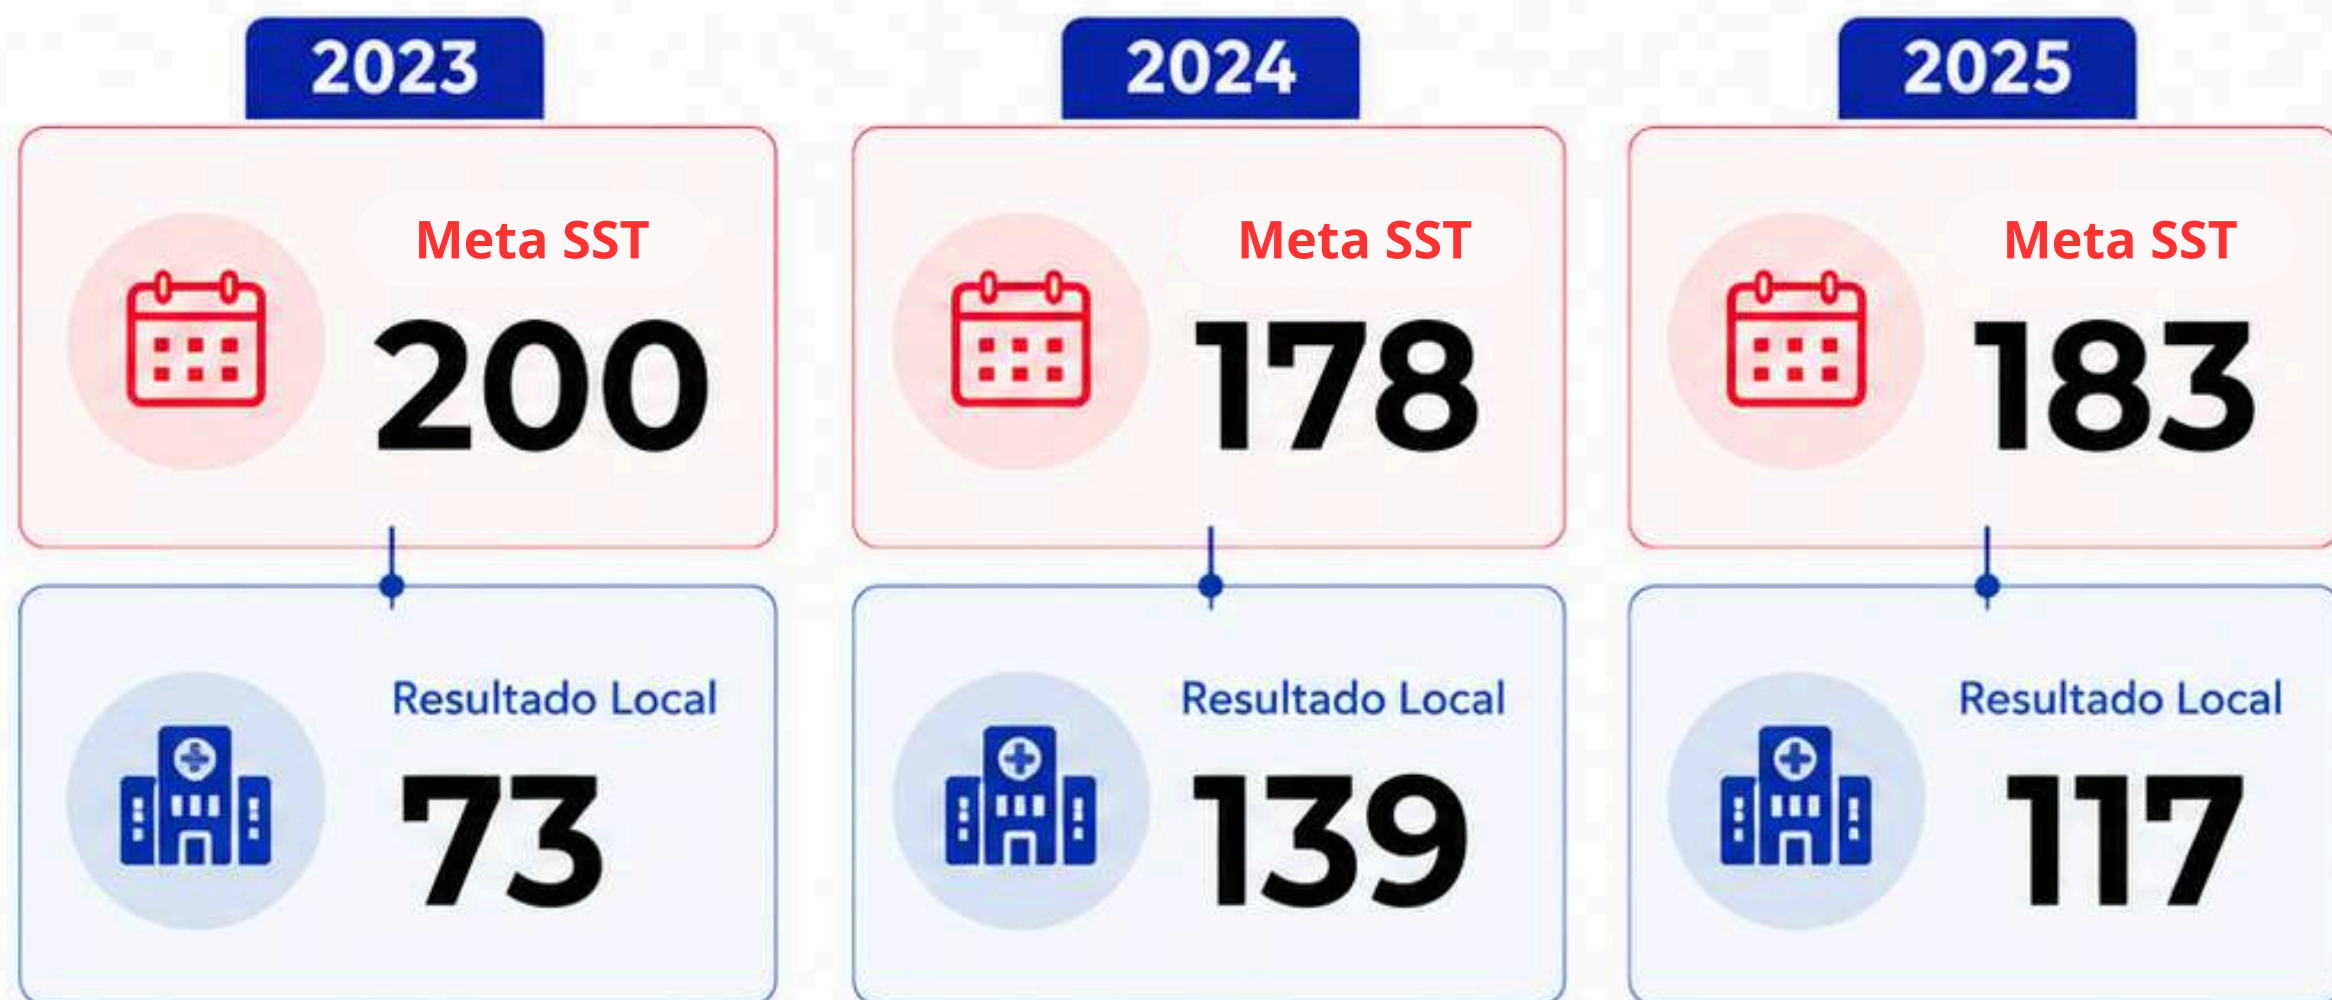 2023
2024
2025
Meta SST
Meta SST
Meta SST
200
178
183
Resultado Local
Resultado Local
Resultado Local
73
139
117